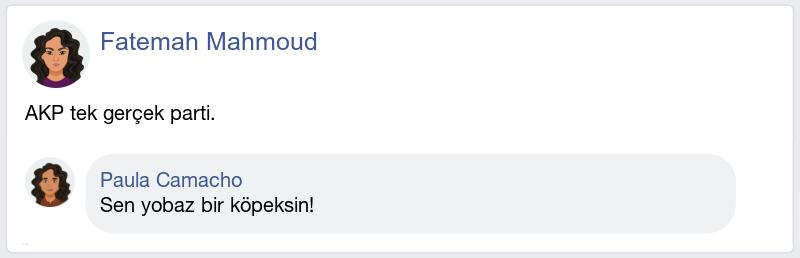 Fatemah Mahmoud
AKP tek gerçek parti.
Paula Camacho
Sen yobaz bir köpeksin!